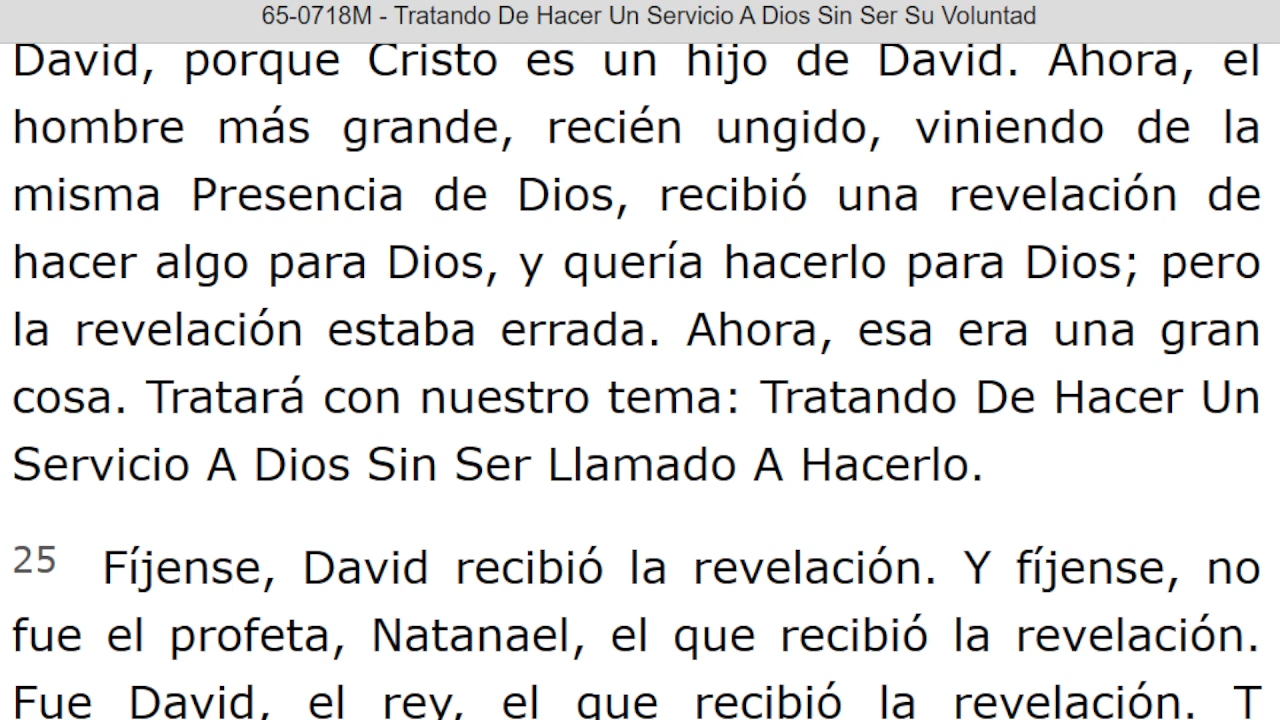 65-0718M - Tratando De Hacer Un Servicio A Dios Sin Ser Su Voluntad
David, porque Cristo es un hijo de David. Ahora, el
hombre más grande, recién ungido, viniendo de la
misma Presencia de Dios, recibió una revelación de
hacer algo para Dios, y quería hacerlo para Dios; pero
la revelación estaba errada. Ahora, esa era una gran
cosa. Tratará con nuestro tema: Tratando De Hacer Un
Servicio A Dios Sin Ser Llamado A Hacerlo.
25 Fíjense, David recibió la revelación. Y fíjense, no
fue el profeta, Natanael, el que recibió la revelación.
Fue David, el rey, el que recibió la revelación. T